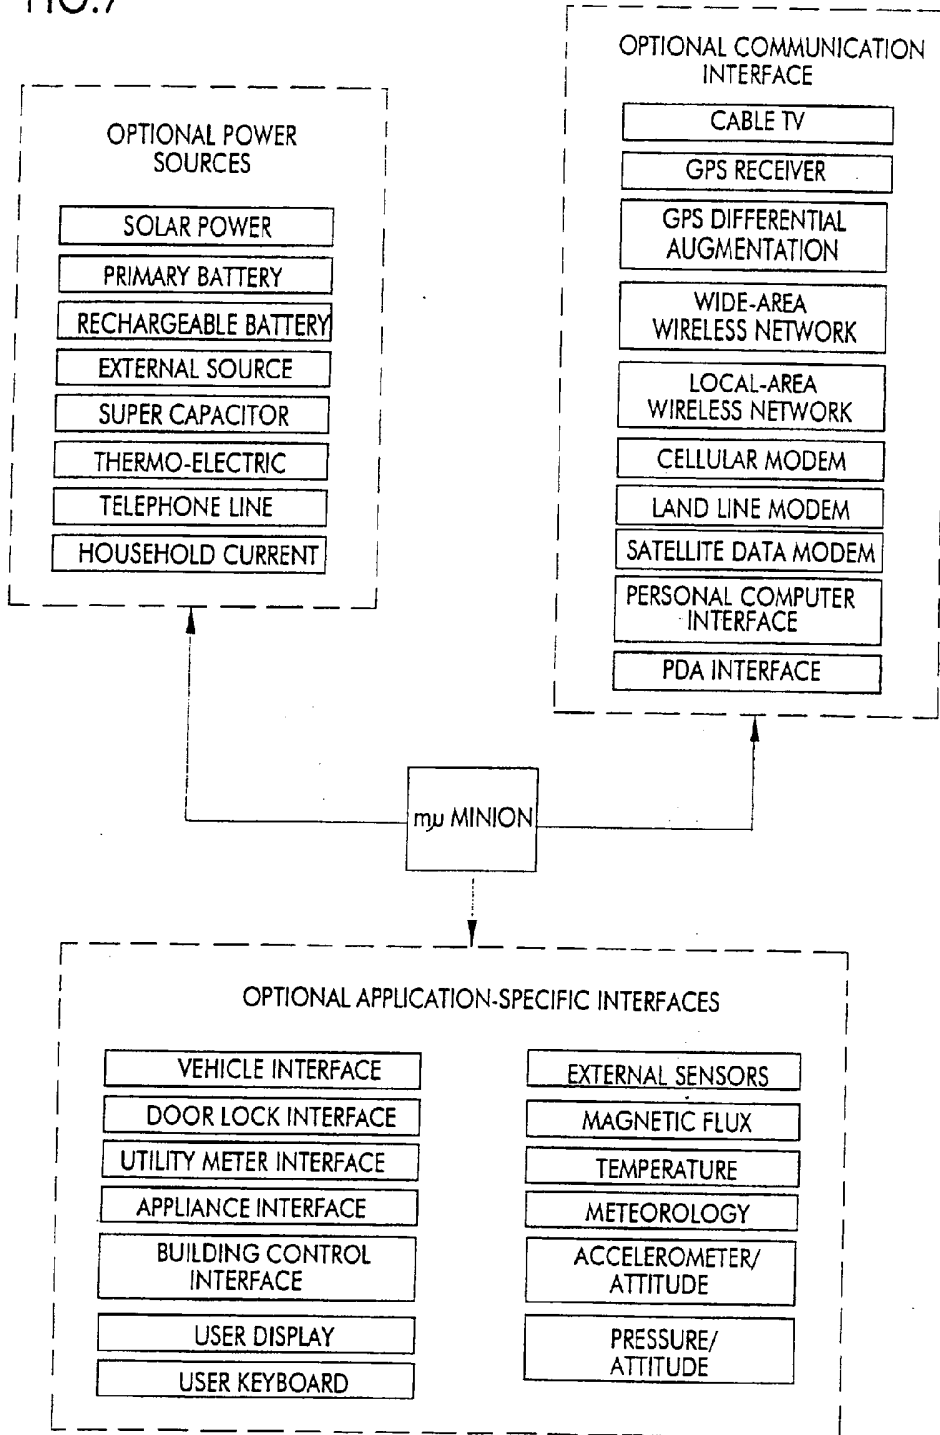 FIG.7
OPTIONAL POWER
SOURCES
SOLAR POWER
PRIMARY BATTERY
RECHARGEABLE BATTERY
EXTERNAL SOURCE
SUPER CAPACITOR
THERMO-ELECTRIC
TELEPHONE LINE
HOUSEHOLD CURRENT
OPTIONAL COMMUNICATION
INTERFACE
CABLE TV
GPS RECEIVER
GPS DIFFERENTIAL
AUGMENTATION
WIDE-AREA
WIRELESS NETWORK
LOCAL-AREA
WIRELESS NETWORK
CELLULAR MODEM
LAND LINE MODEM
SATELLITE DATA MODEM
PERSONAL COMPUTER
INTERFACE
PDA INTERFACE
mμ MINION
OPTIONAL APPLICATION-SPECIFIC INTERFACES
VEHICLE INTERFACE
DOOR LOCK INTERFACE
UTILITY METER INTERFACE
APPLIANCE INTERFACE
BUILDING CONTROL
INTERFACE
USER DISPLAY
USER KEYBOARD
EXTERNAL SENSORS
MAGNETIC FLUX
TEMPERATURE
METEOROLOGY
ACCELEROMETER/
ATTITUDE
PRESSURE/
ATTITUDE